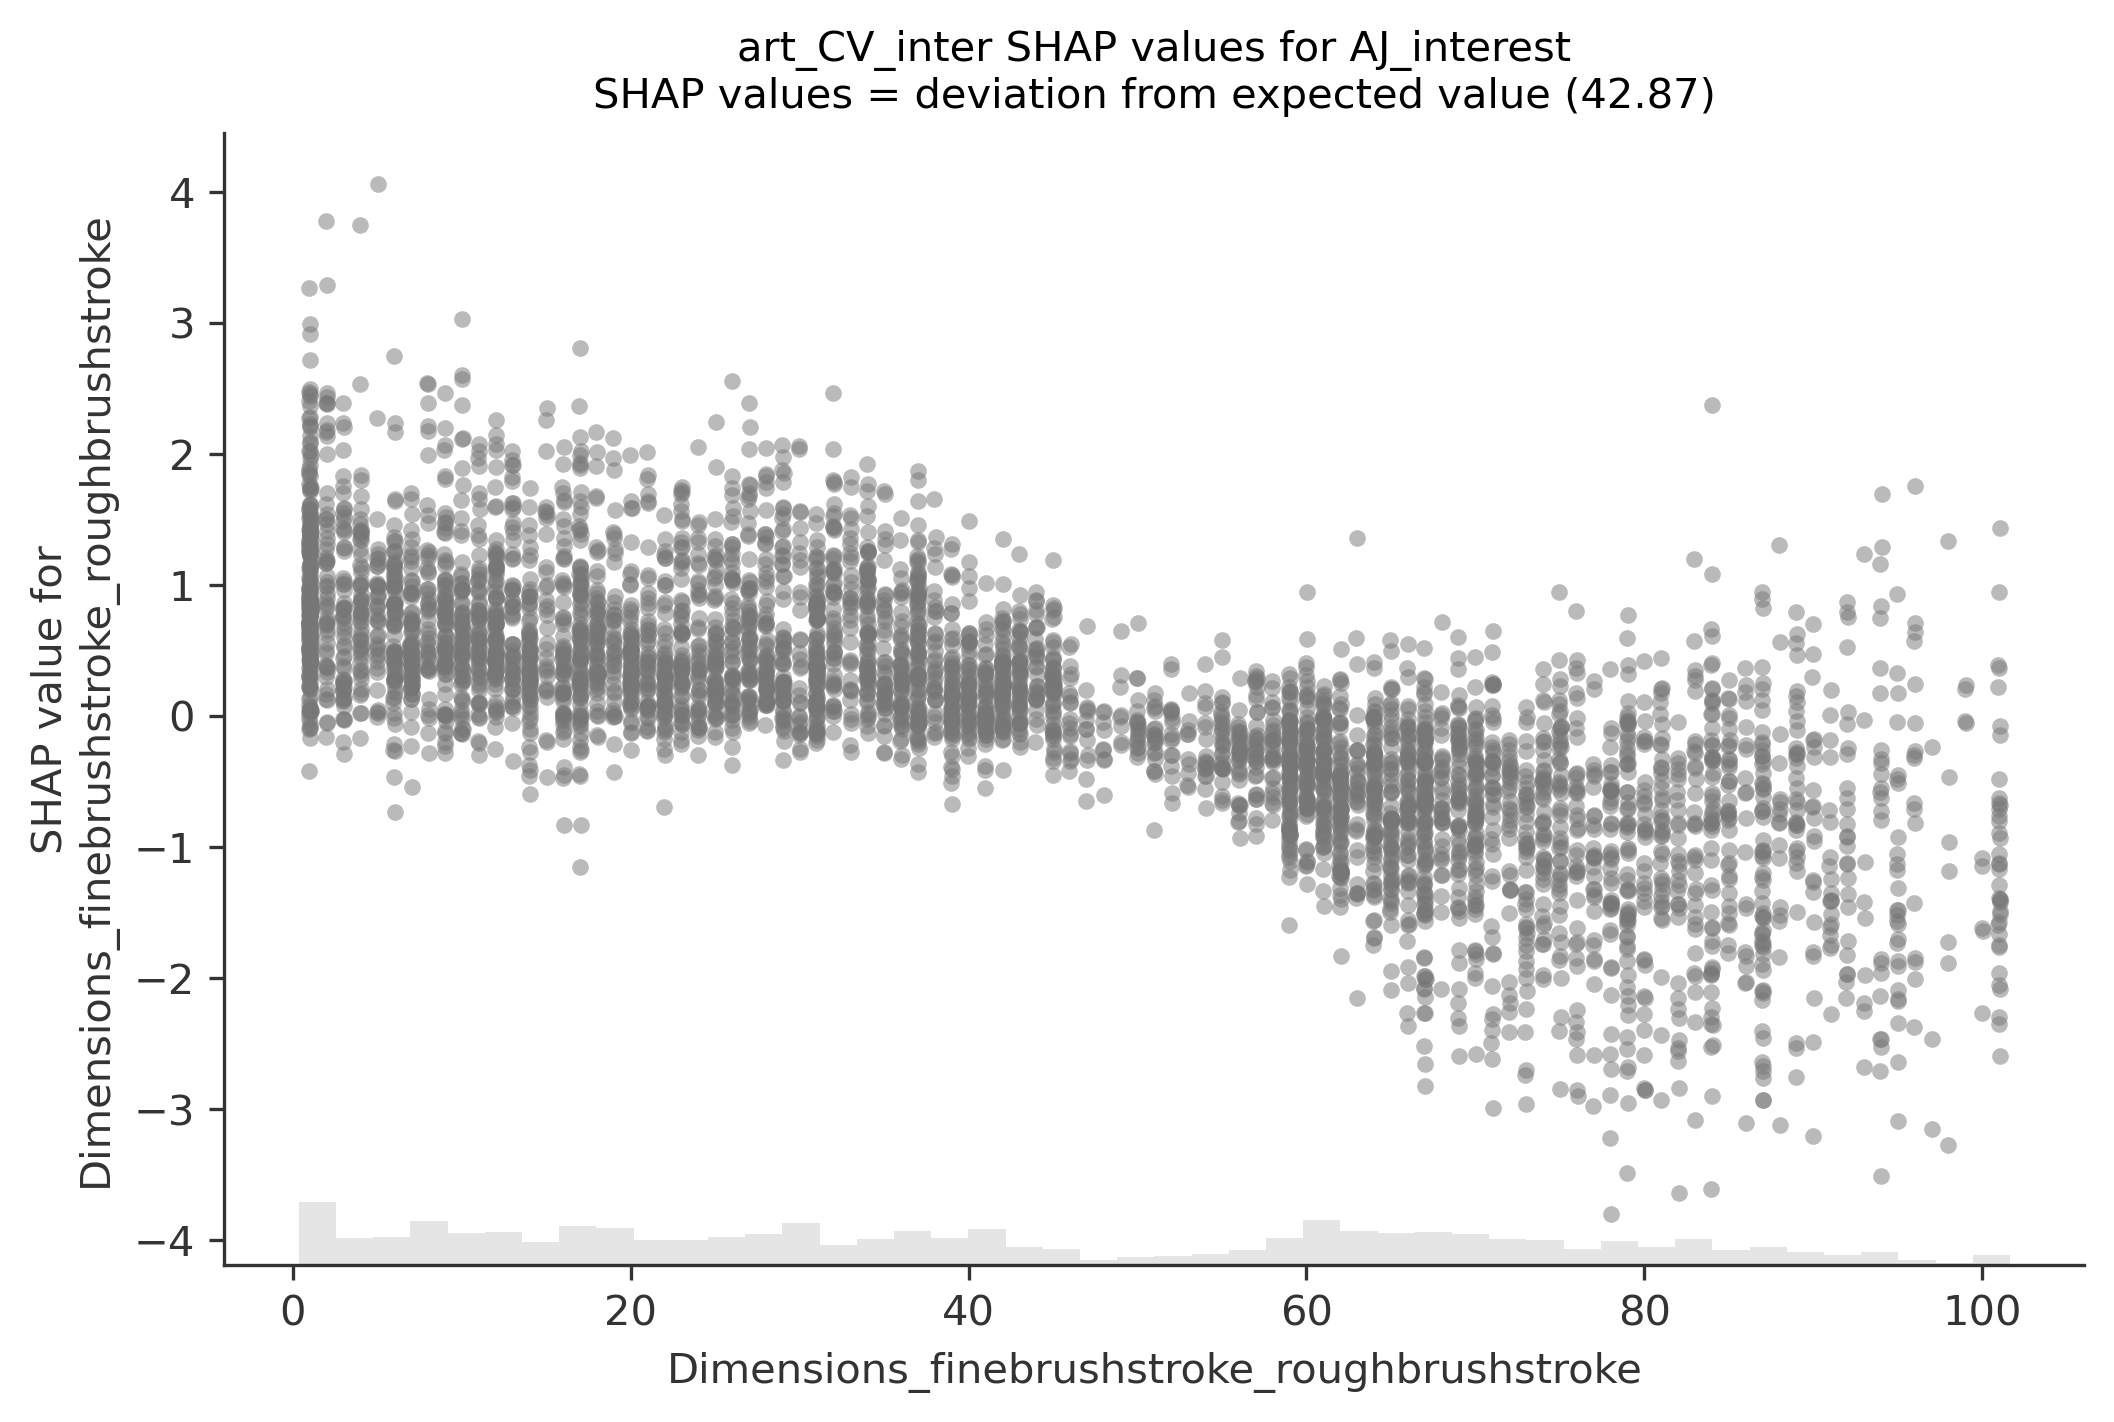 art_CV_inter SHAP values for AJ_interest
SHAP values = deviation from expected value (42.87)
SHAP value for
Dimensions_finebrushstroke_roughbrushstroke
4
3
2
1
0
−1
−2
−3
−4
0 20 40 60 80 100
Dimensions_finebrushstroke_roughbrushstroke